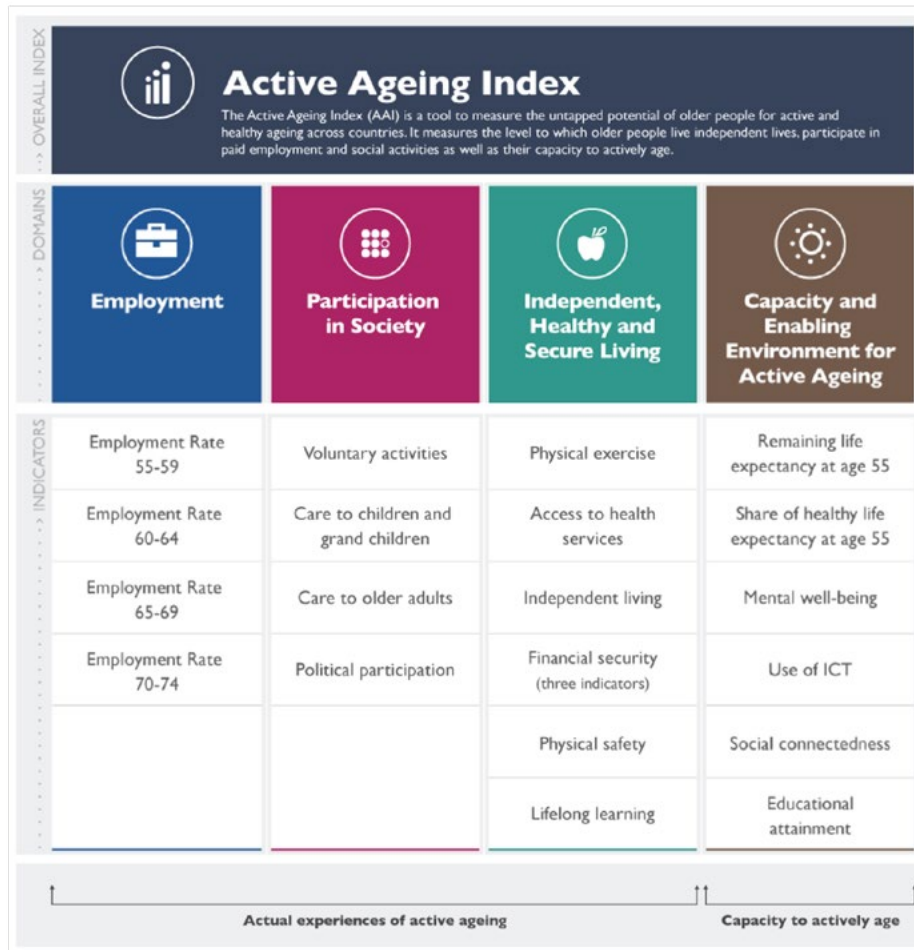 OVERALL INDEX
Active Ageing Index
The Active Ageing Index (AAI) is a tool to measure the untapped potential of older people for active and
healthy ageing across countries. It measures the level to which older people live independent lives, participate in
paid employment and social activities as well as their capacity to actively age.
DOMAINS
Employment
Participation
in Society
Independent,
Healthy and
Secure Living
Capacity and
Enabling
Environment for
Active Ageing
INDICATORS
Employment Rate
55-59
Employment Rate
60-64
Employment Rate
65-69
Employment Rate
70-74
Voluntary activities
Care to children and
grand children
Care to older adults
Political participation
Physical exercise
Access to health
services
Independent living
Financial security
(three indicators)
Physical safety
Lifelong learning
Remaining life
expectancy at age 55
Share of healthy life
expectancy at age 55
Mental well-being
Use of ICT
Social connectedness
Educational
attainment
Actual experiences of active ageing
Capacity to actively age